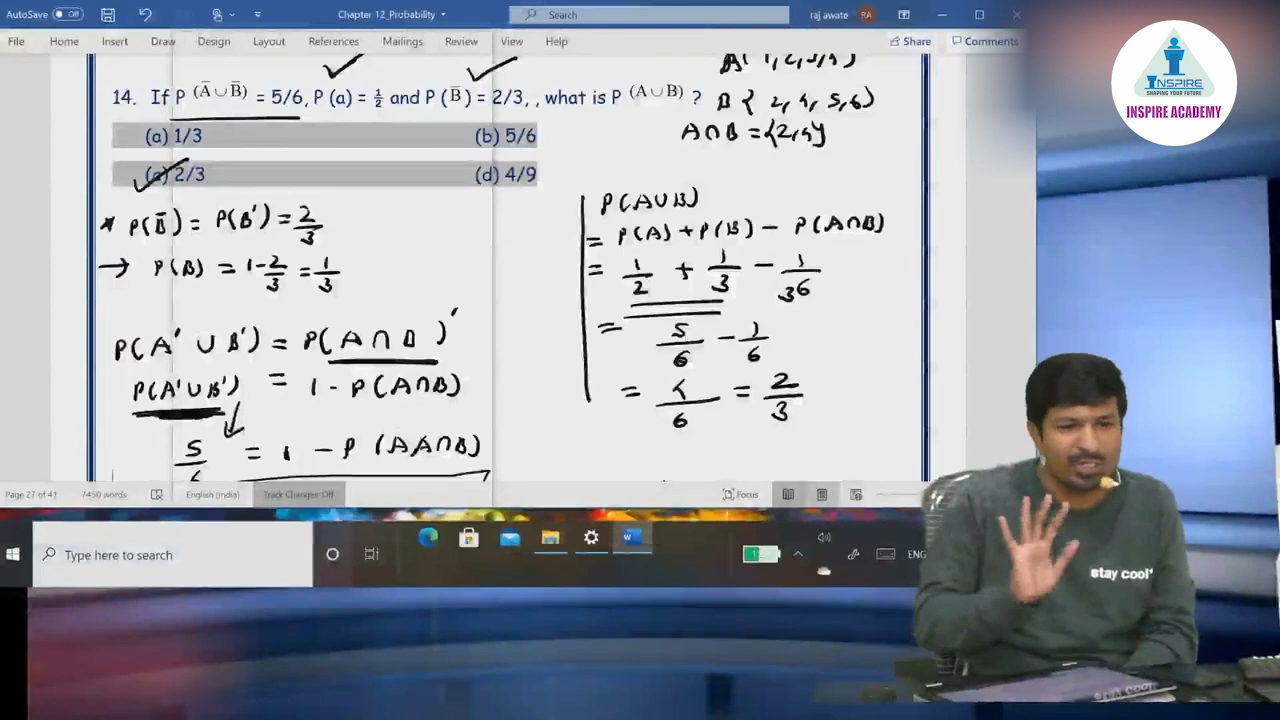 AutoSave Off Chapter 12_Probability Search raj awate RA
File Home Insert Draw Design Layout References Mailings Review View Help Share Comments
14. If P (A̅ ∪ B̅) = 5/6, P (a) = ½ and P (B̅) = 2/3, , what is P (A ∪ B) ?
(a) 1/3 (b) 5/6
(c) 2/3 (d) 4/9
B { 2, 4, 5, 6 )
A∩B = {2,4}
* P(B̅) = P(B') = 2/3
→ P(B) = 1 - 2/3 = 1/3
P(A' ∪ B') = P(A ∩ B)'
P(A'∪B') = 1 - P(A∩B)
5/6 = 1 - P (AA∩B)
P(A∪B)
= P(A) + P(B) - P(A∩B)
= 1/2 + 1/3 - 1/36
= 5/6 - 1/6
= 4/6 = 2/3
Page 27 of 41 7450 words English (India) Track Changes: Off Focus
Type here to search ENG
INSPIRE
SHAPING YOUR FUTURE
INSPIRE ACADEMY
stay cool'